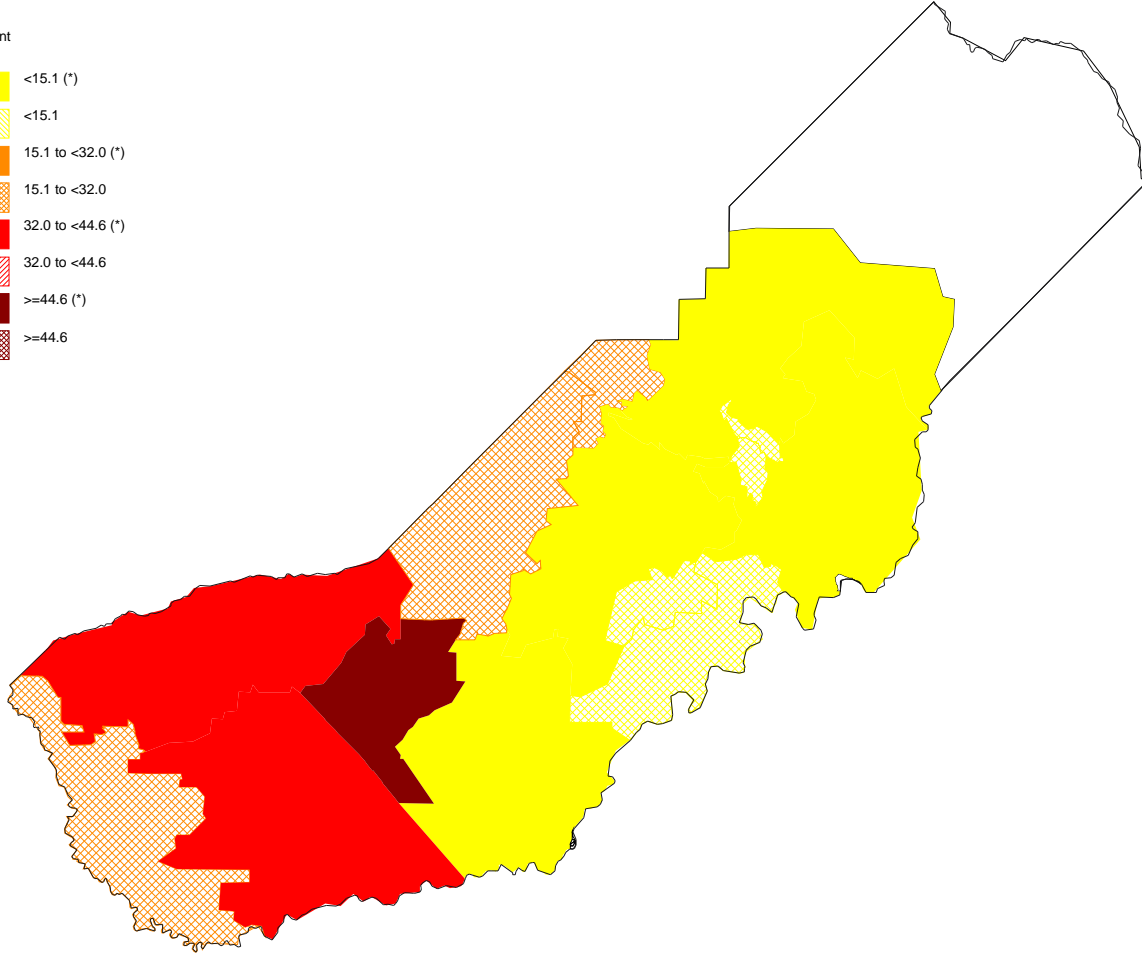 nt
<15.1 (*)
<15.1
15.1 to <32.0 (*)
15.1 to <32.0
32.0 to <44.6 (*)
32.0 to <44.6
>=44.6 (*)
>=44.6